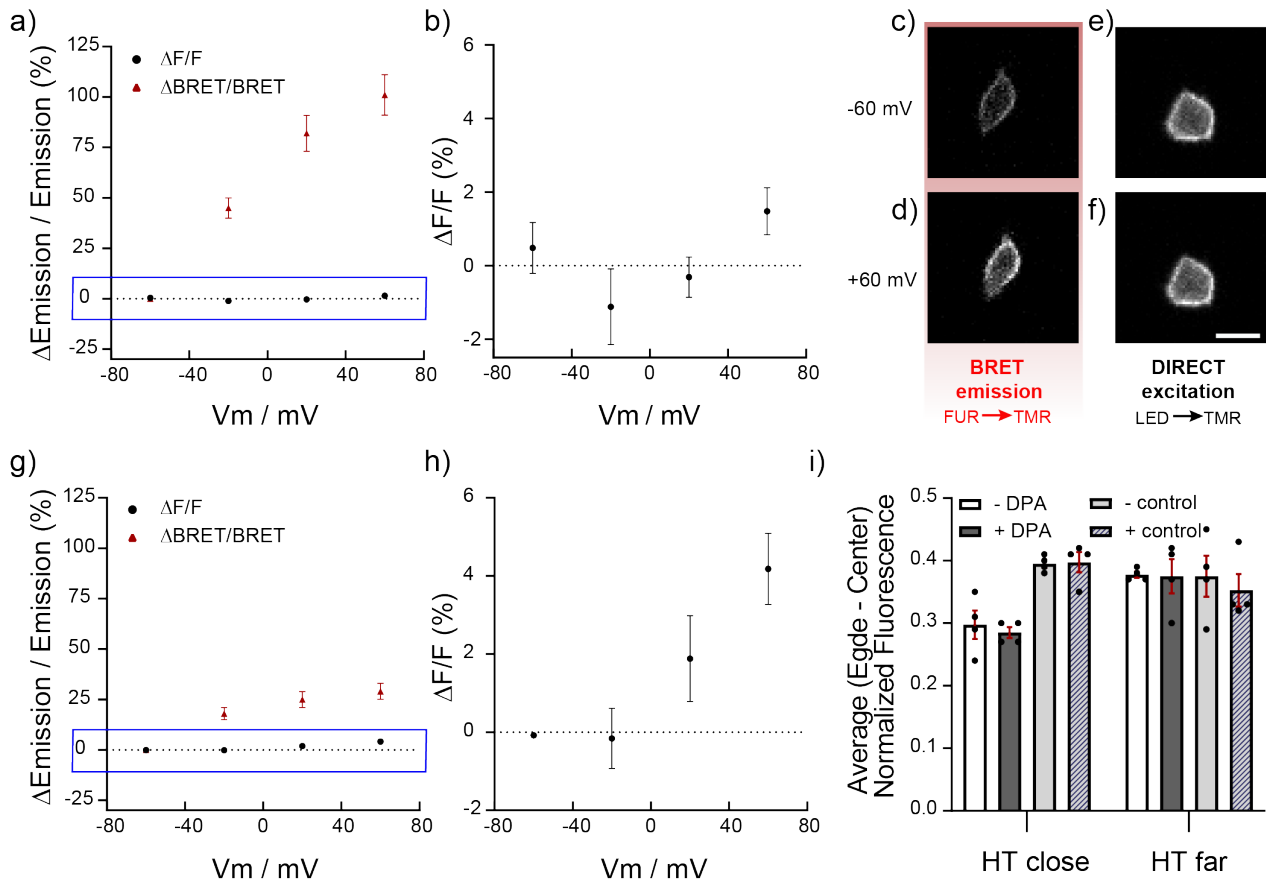 a)
125
100
75
50
25
0
-25
ΔEmission / Emission (%)
ΔF/F
ΔBRET/BRET
-80 -40 0 40 80
Vm / mV
b)
6
4
2
0
-2
ΔF/F (%)
-80 -40 0 40 80
Vm / mV
c)
e)
-60 mV
d)
f)
+60 mV
BRET
emission
FUR → TMR
DIRECT
excitation
LED → TMR
g)
125
100
75
50
25
0
-25
ΔEmission / Emission (%)
ΔF/F
ΔBRET/BRET
-80 -40 0 40 80
Vm / mV
h)
6
4
2
0
-2
ΔF/F (%)
-80 -40 0 40 80
Vm / mV
i)
0.5
0.4
0.3
0.2
0.1
0.0
Average (Egde - Center)
Normalized Fluorescence
- DPA
+ DPA
- control
+ control
HT close
HT far